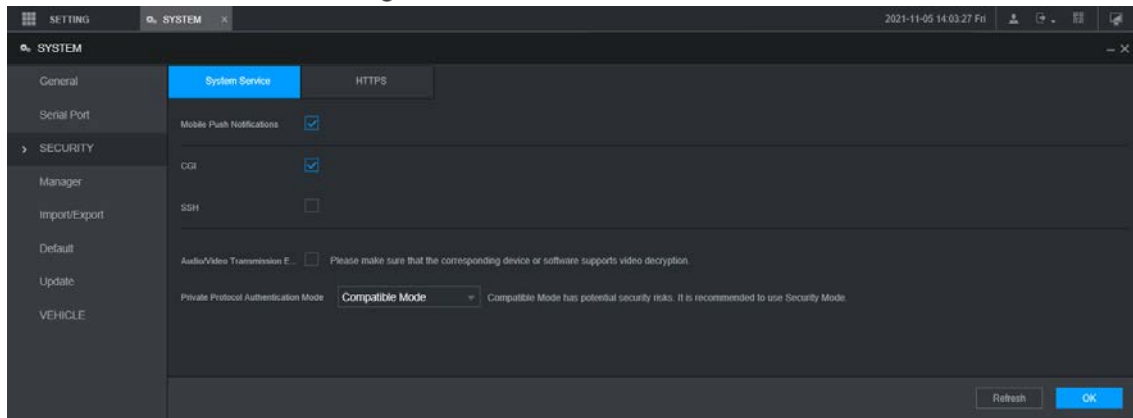 SETTING SYSTEM × 2021-11-05 14:03:27 Fri
SYSTEM
General
Serial Port
SECURITY
Manager
Import/Export
Default
Update
VEHICLE
System Service HTTPS
Mobile Push Notifications
CGI
SSH
Audio/Video Transmission E... Please make sure that the corresponding device or software supports video decryption.
Private Protocol Authentication Mode Compatible Mode Compatible Mode has potential security risks. It is recommended to use Security Mode.
Refresh OK